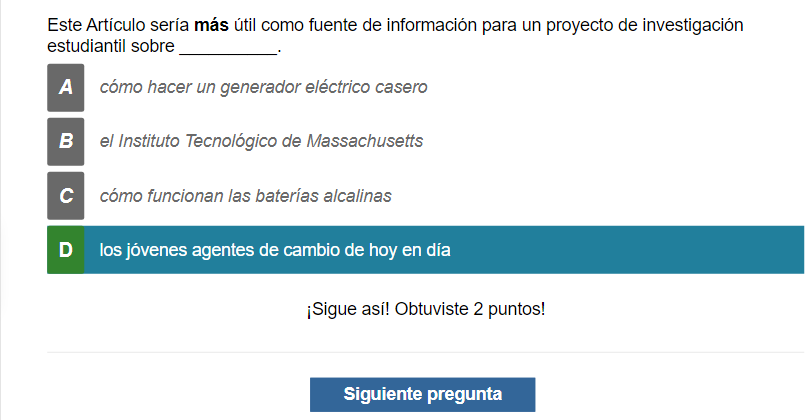 Este Artículo sería más útil como fuente de información para un proyecto de investigación
estudiantil sobre __________.
A cómo hacer un generador eléctrico casero
B el Instituto Tecnológico de Massachusetts
C cómo funcionan las baterías alcalinas
D los jóvenes agentes de cambio de hoy en día
¡Sigue así! Obtuviste 2 puntos!
Siguiente pregunta